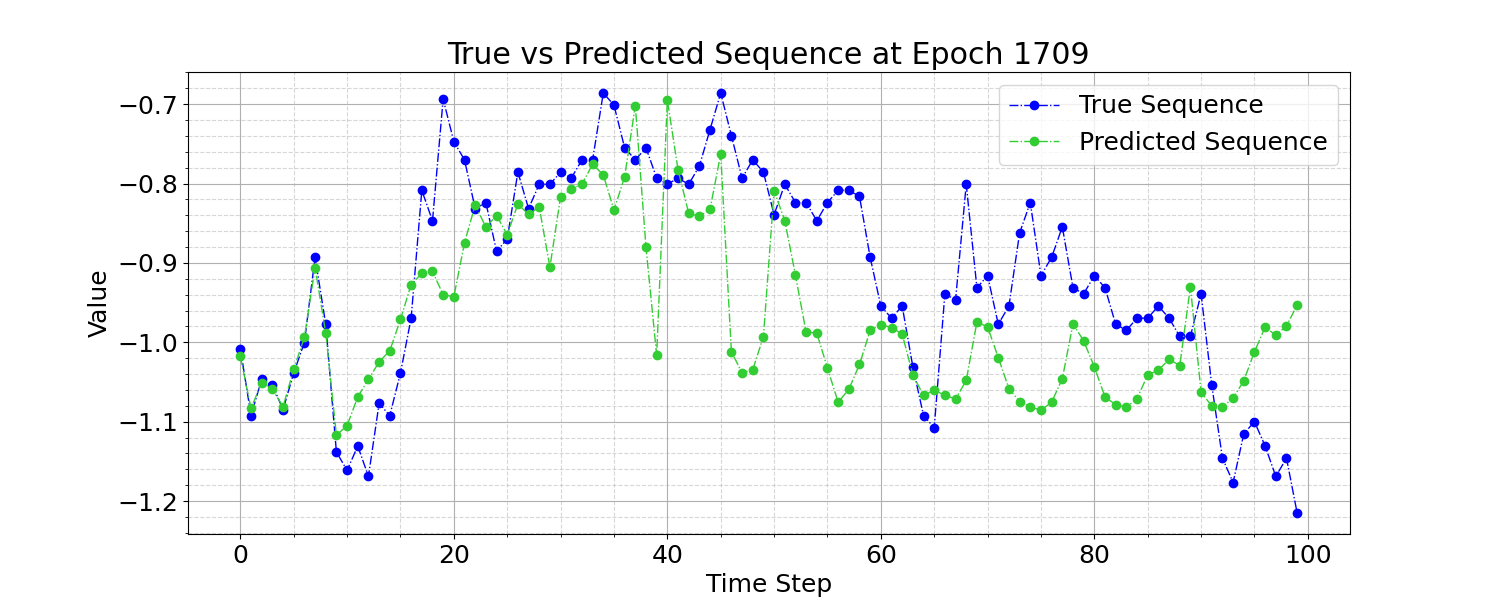 True vs Predicted Sequence at Epoch 1709
True Sequence
Predicted Sequence
Value
−0.7
−0.8
−0.9
−1.0
−1.1
−1.2
0 20 40 60 80 100
Time Step